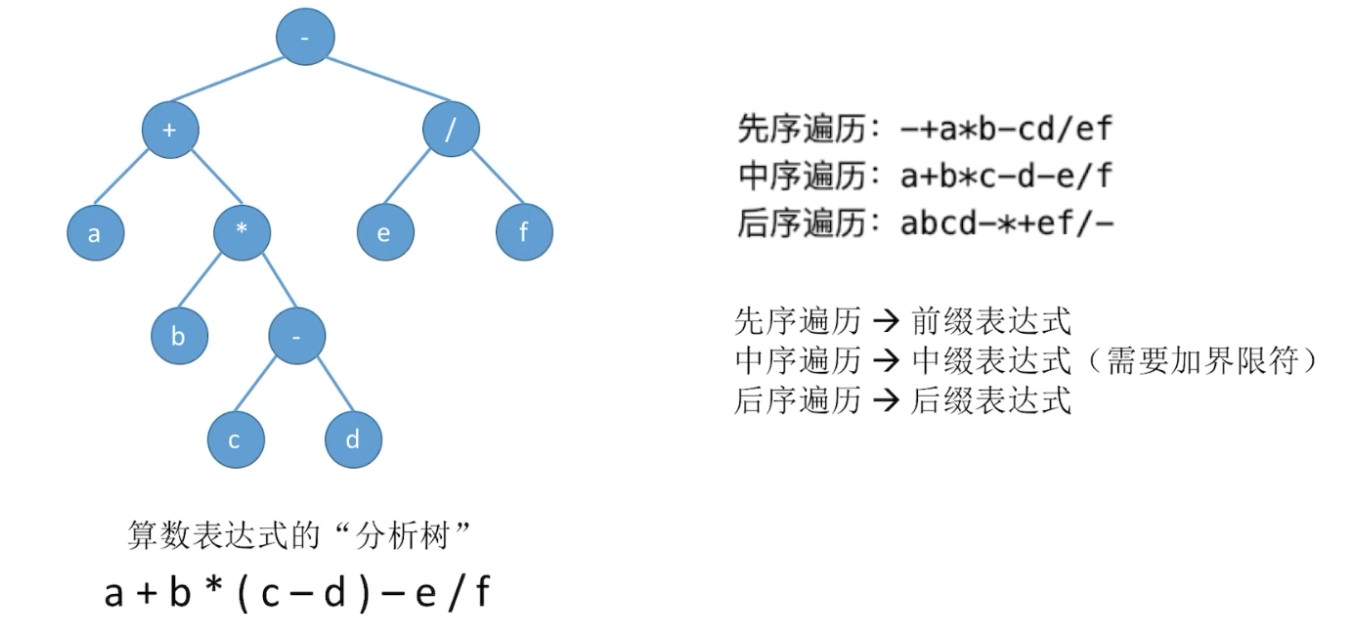 -
+
/
a
*
e
f
b
-
c
d
算数表达式的“分析树”
a + b * ( c – d ) – e / f
先序遍历：-+a*b-cd/ef
中序遍历：a+b*c-d-e/f
后序遍历：abcd-*+ef/-
先序遍历 → 前缀表达式
中序遍历 → 中缀表达式（需要加界限符）
后序遍历 → 后缀表达式